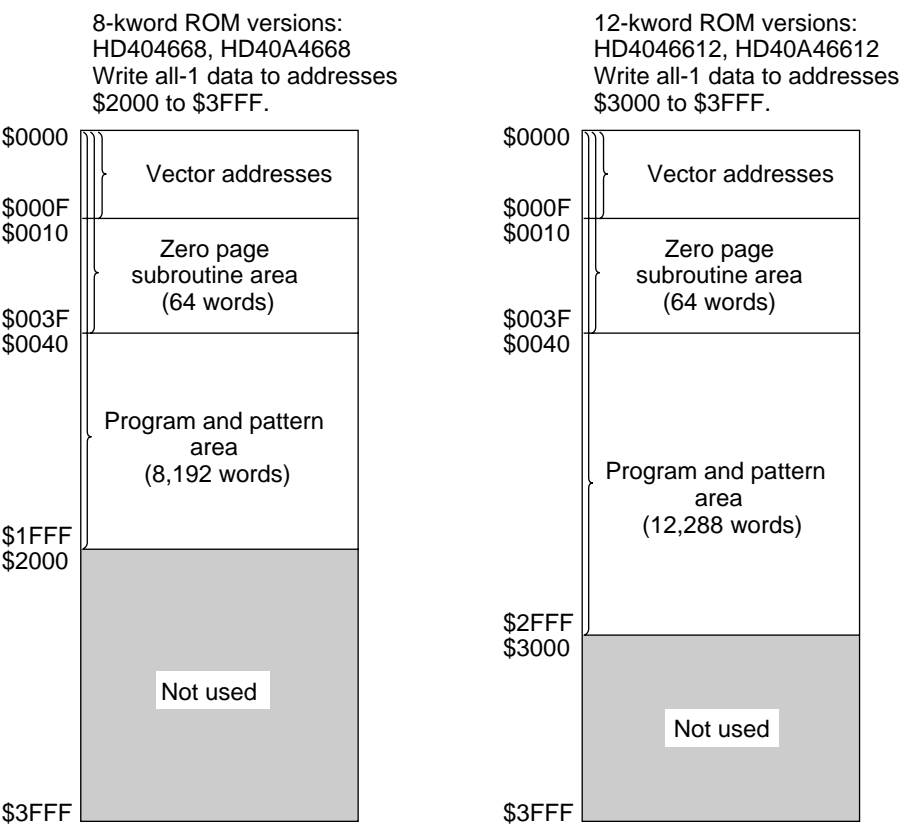 8-kword ROM versions:
HD404668, HD40A4668
Write all-1 data to addresses
$2000 to $3FFF.
$0000
Vector addresses
$000F
$0010
Zero page
subroutine area
(64 words)
$003F
$0040
Program and pattern
area
(8,192 words)
$1FFF
$2000
Not used
$3FFF
12-kword ROM versions:
HD4046612, HD40A46612
Write all-1 data to addresses
$3000 to $3FFF.
$0000
Vector addresses
$000F
$0010
Zero page
subroutine area
(64 words)
$003F
$0040
Program and pattern
area
(12,288 words)
$2FFF
$3000
Not used
$3FFF